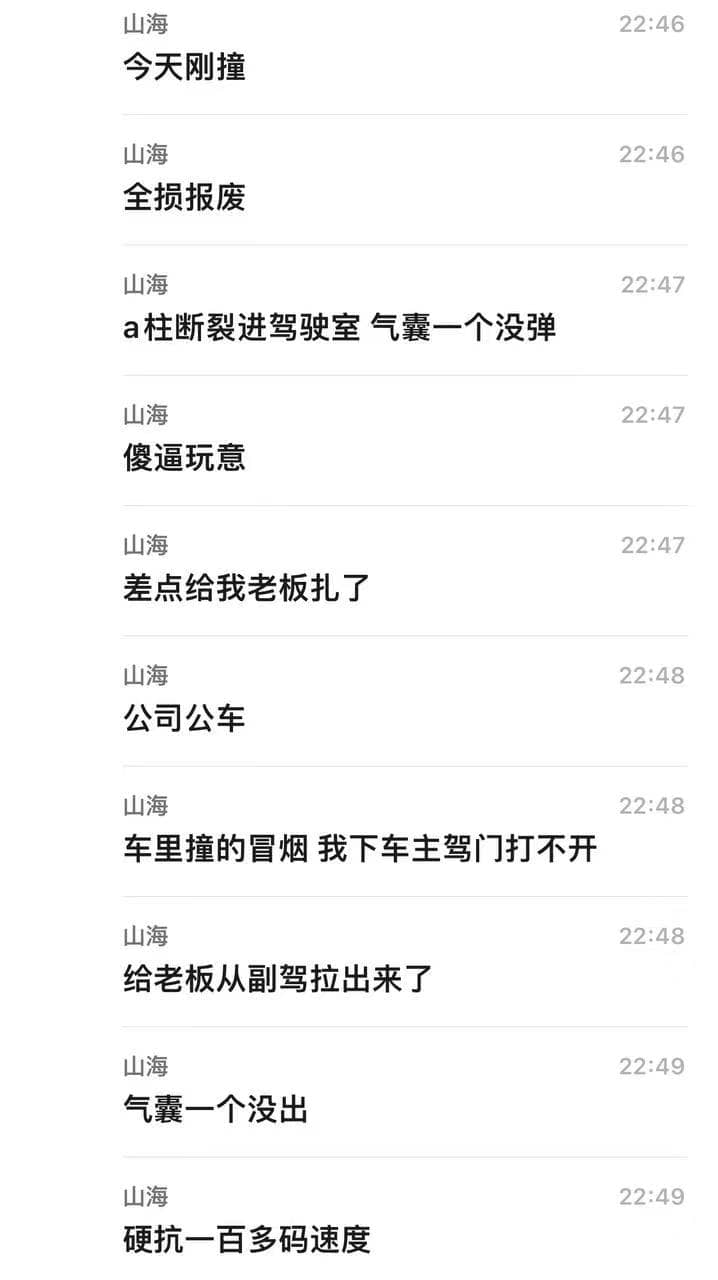 山海 22:46
今天刚撞
山海 22:46
全损报废
山海 22:47
a柱断裂进驾驶室 气囊一个没弹
山海 22:47
傻逼玩意
山海 22:47
差点给我老板扎了
山海 22:48
公司公车
山海 22:48
车里撞的冒烟 我下车主驾门打不开
山海 22:48
给老板从副驾拉出来了
山海 22:49
气囊一个没出
山海 22:49
硬抗一百多码速度